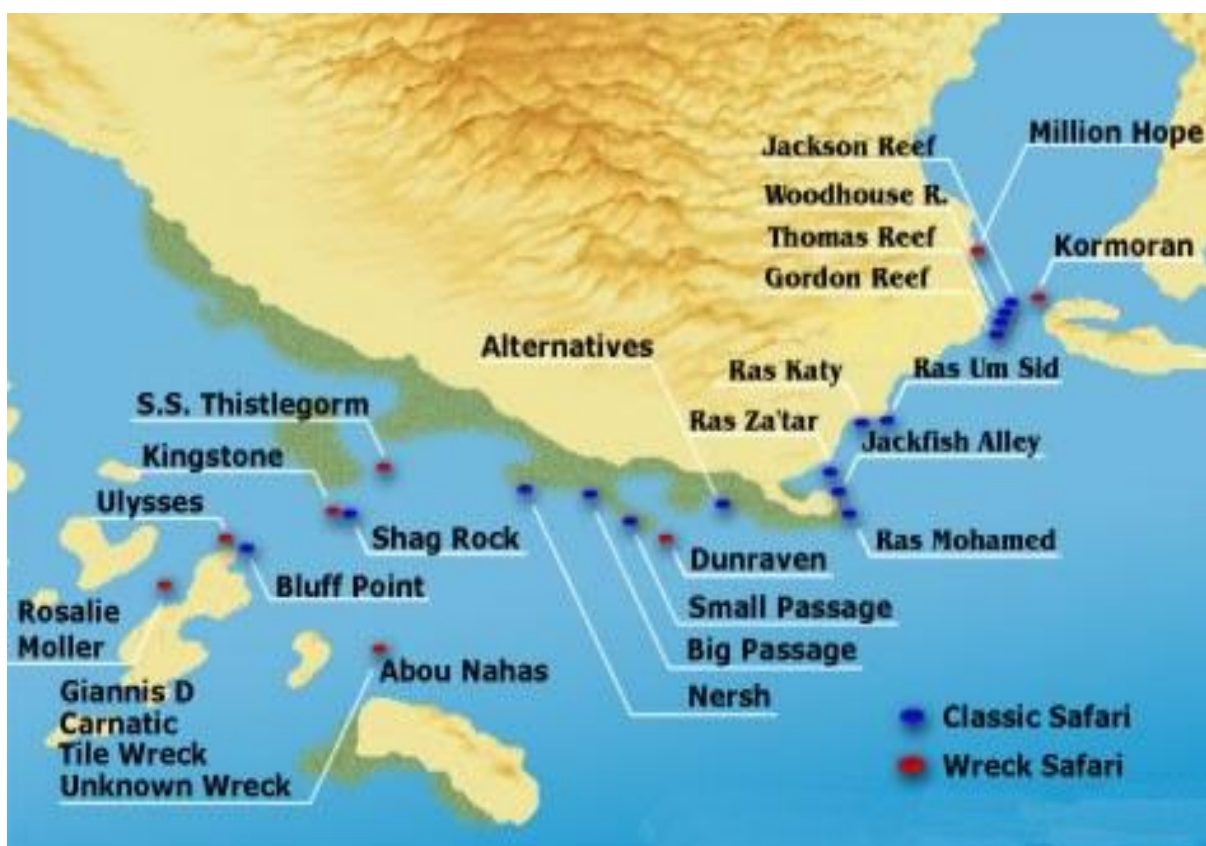 Million Hope
Jackson Reef
Woodhouse R.
Thomas Reef
Kormoran
Gordon Reef
Alternatives
Ras Katy
Ras Um Sid
S.S. Thistlegorm
Ras Za'tar
Kingstone
Jackfish Alley
Ulysses
Shag Rock
Ras Mohamed
Dunraven
Bluff Point
Rosalie
Moller
Small Passage
Big Passage
Abou Nahas
Nersh
Giannis D
Carnatic
Tile Wreck
Unknown Wreck
Classic Safari
Wreck Safari